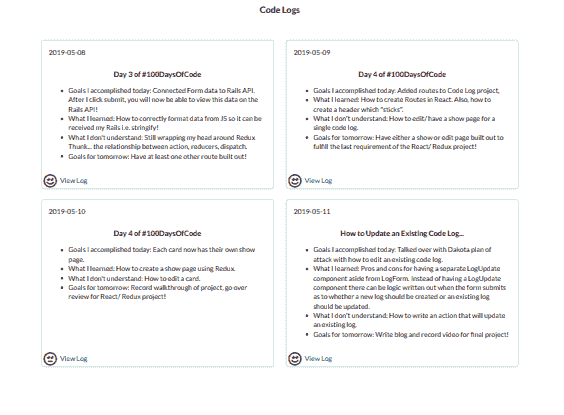 Code Logs
2019-05-08
Day 3 of #100DaysOfCode
Goals I accomplished today: Connected Form data to Rails API.
After I click submit, you will now be able to view this data on the
Rails API!
What I learned: How to correctly format data from JS so it can be
received my Rails i.e. stringify!
What I don't understand: Still wrapping my head around Redux
Thunk... the relationship between action, reducers, dispatch.
Goals for tomorrow: Have at least one other route built out!
View Log
2019-05-09
Day 4 of #100DaysOfCode
Goals I accomplished today: Added routes to Code Log project,
What I learned: How to create Routes in React. Also, how to
create a header which "sticks".
What I don't understand: How to edit/ have a show page for a
single code log.
Goals for tomorrow: Have either a show or edit page built out to
fulfill the last requirement of the React/ Redux project!
View Log
2019-05-10
Day 4 of #100DaysOfCode
Goals I accomplished today: Each card now has their own show
page.
What I learned: How to create a show page using Redux.
What I don't understand: How to edit a card.
Goals for tomorrow: Record walkthrough of project, go over
review for React/ Redux project!
View Log
2019-05-11
How to Update an Existing Code Log...
Goals I accomplished today: Talked over with Dakota plan of
attack with how to edit an existing code log.
What I learned: Pros and cons for having a separate LogUpdate
component aside from LogForm. Instead of having a LogUpdate
component there can be logic written out when the form submits
as to whether a new log should be created or an existing log
should be updated.
What I don't understand: How to write an action that will update
an existing log.
Goals for tomorrow: Write blog and record video for final project!
View Log